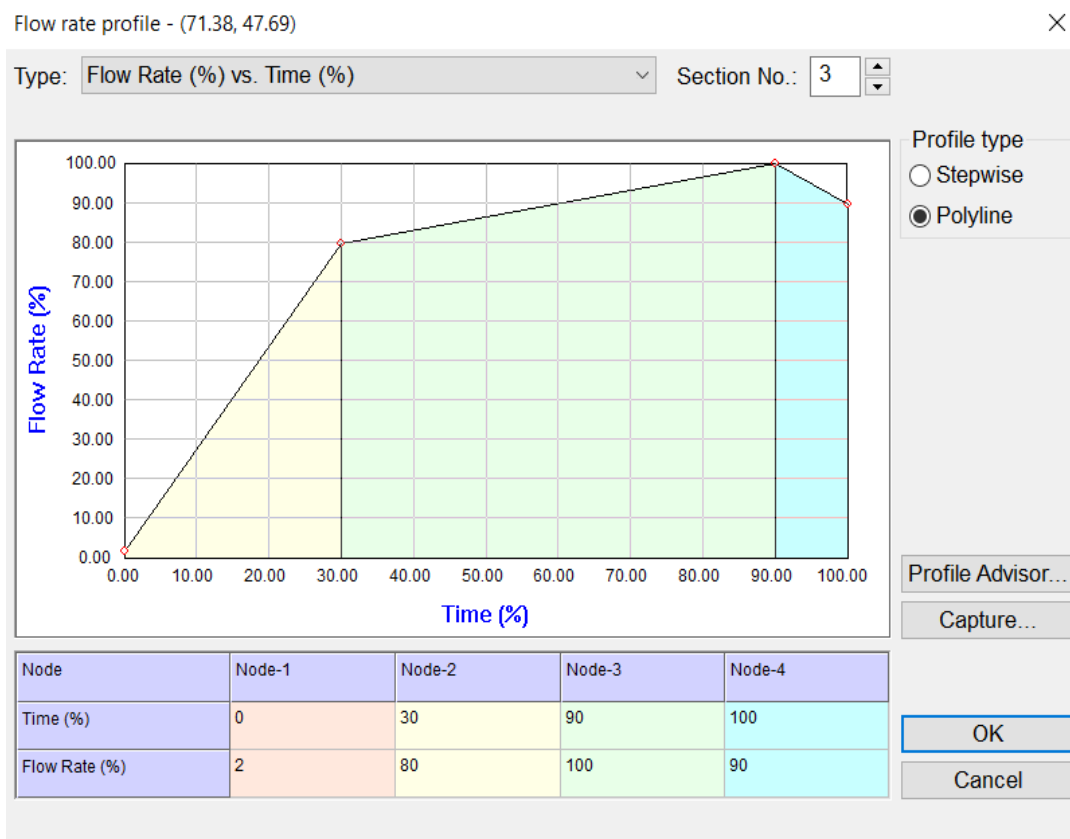 Flow rate profile - (71.38, 47.69)
Type: Flow Rate (%) vs. Time (%) Section No.: 3
Profile type
Stepwise
Polyline
100.00
90.00
80.00
70.00
60.00
50.00
40.00
30.00
20.00
10.00
0.00
Flow Rate (%)
0.00 10.00 20.00 30.00 40.00 50.00 60.00 70.00 80.00 90.00 100.00
Time (%)
Profile Advisor...
Capture...
Node Node-1 Node-2 Node-3 Node-4
Time (%) 0 30 90 100
Flow Rate (%) 2 80 100 90
OK
Cancel